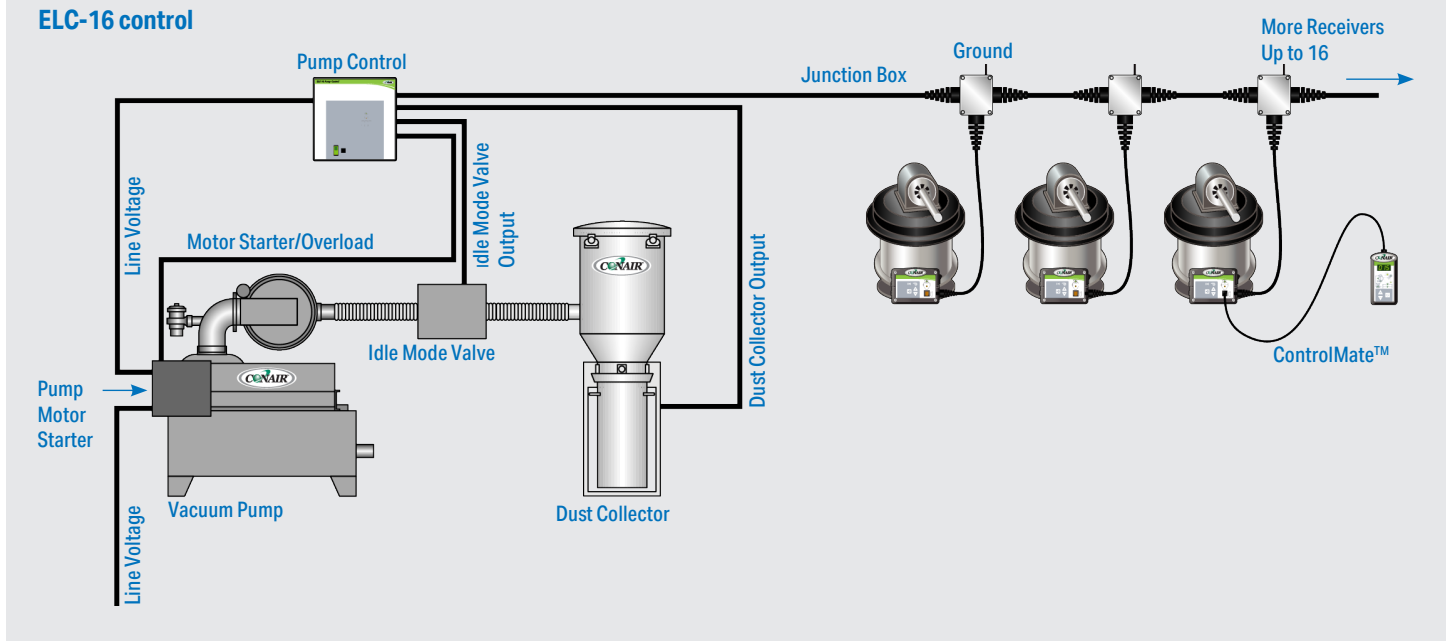 ELC-16 control
Pump Control
Junction Box
Ground
More Receivers
Up to 16
Line Voltage
Motor Starter/Overload
Idle Mode Valve
Output
Dust Collector Output
CONAIR
Idle Mode Valve
CONAIR
Pump
Motor
Starter
Vacuum Pump
Dust Collector
Line Voltage
CONAIR
CONAIR
CONAIR
ControlMate™